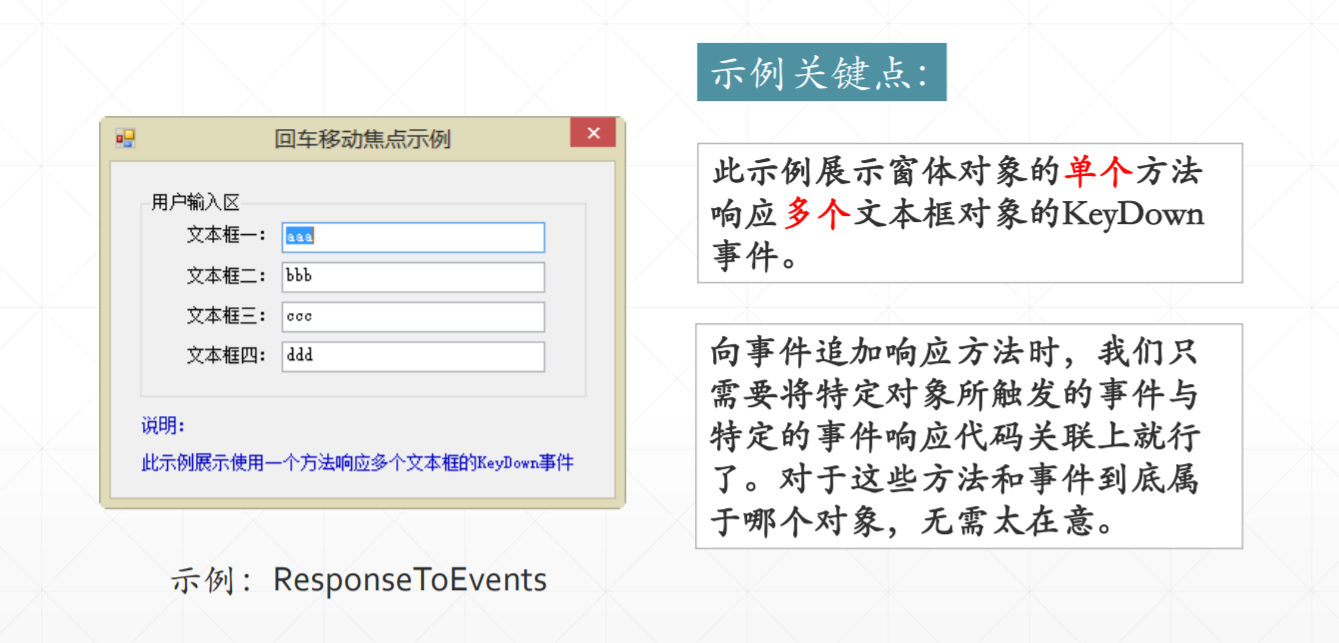 示例关键点：
回车移动焦点示例
用户输入区
文本框一： aaa
文本框二： bbb
文本框三： ccc
文本框四： ddd
说明：
此示例展示使用一个方法响应多个文本框的KeyDown事件
示例：ResponseToEvents
此示例展示窗体对象的单个方法
响应多个文本框对象的KeyDown
事件。
向事件追加响应方法时，我们只
需要将特定对象所触发的事件与
特定的事件响应代码关联上就行
了。对于这些方法和事件到底属
于哪个对象，无需太在意。